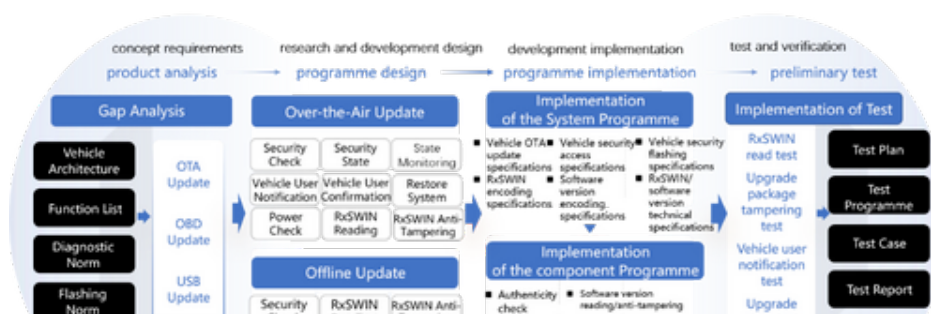 concept requirements
research and development design
development implementation
test and verification
product analysis
programme design
programme implementation
preliminary test
Gap Analysis
Vehicle
Architecture
Function List
Diagnostic
Norm
Flashing
Norm
OTA
Update
OBD
Update
USB
Update
Over-the-Air Update
Security
Check
Security
State
State
Monitoring
Vehicle User
Notification
Vehicle User
Confirmation
Restore
System
Power
Check
RxSWIN
Reading
RxSWIN Anti-
Tampering
Offline Update
Security
RxSWIN
RxSWIN Anti-
Implementation
of the System Programme
Vehicle OTA
update
specifications
RxSWIN
encoding
specifications
Vehicle security
access
specifications
Software
version
encoding
specifications
Vehicle security
flashing
specifications
RxSWIN/
software
version
technical
specifications
Implementation
of the component Programme
Authenticity
check
Software version
reading/anti-tampering
Implementation of Test
RxSWIN
read test
Upgrade
package
tampering
test
Vehicle user
notification
test
Upgrade
Test Plan
Test
Programme
Test Case
Test Report